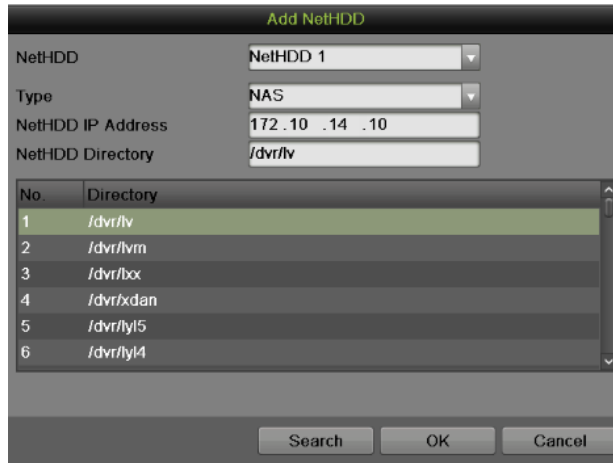 Add NetHDD
NetHDD NetHDD 1
Type NAS
NetHDD IP Address 172 .10 .14 .10
NetHDD Directory /dvr/lv
No. Directory
1 /dvr/lv
2 /dvr/lvm
3 /dvr/lxx
4 /dvr/xdan
5 /dvr/lyl5
6 /dvr/lyl4
Search OK Cancel